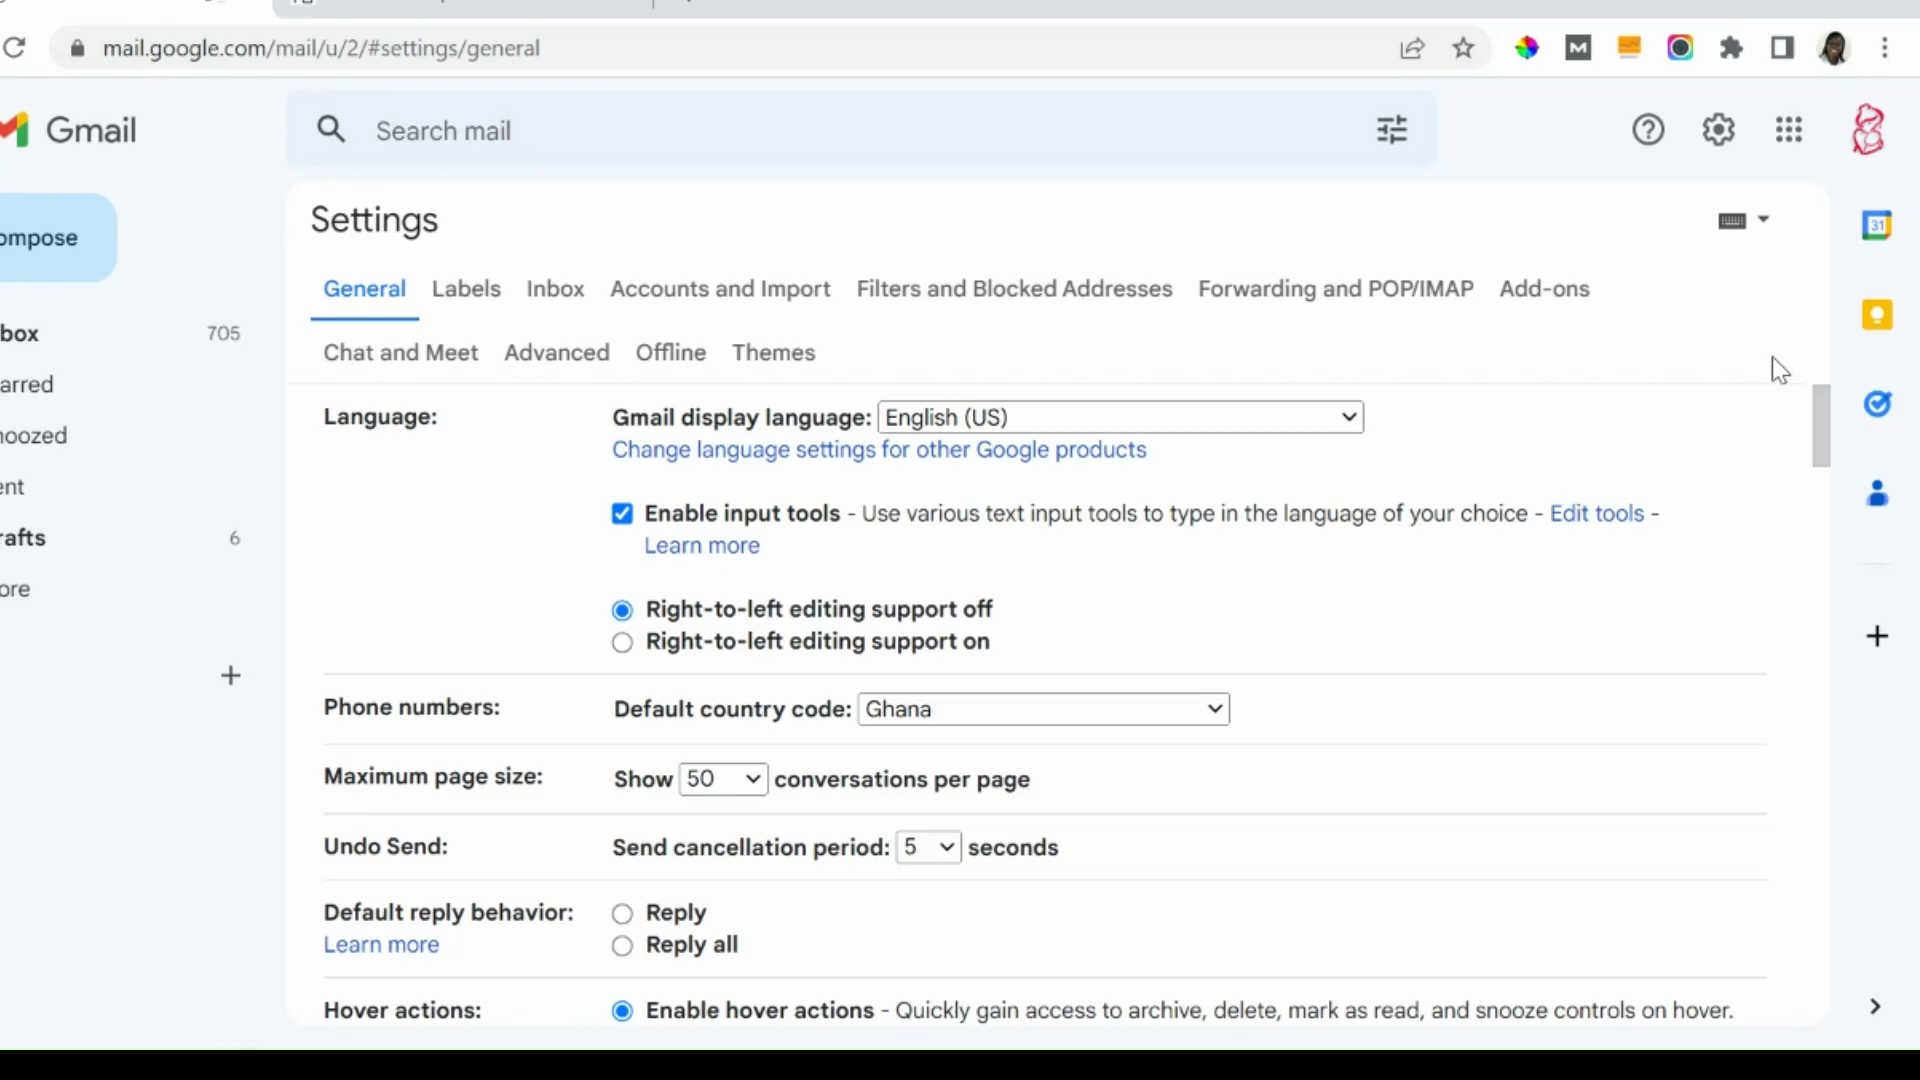 mail.google.com/mail/u/2/#settings/general
M
Gmail
Search mail
ompose
box 705
arred
noozed
ent
rafts 6
ore
Settings
General Labels Inbox Accounts and Import Filters and Blocked Addresses Forwarding and POP/IMAP Add-ons
Chat and Meet Advanced Offline Themes
31
Language: Gmail display language: English (US)
Change language settings for other Google products
Enable input tools - Use various text input tools to type in the language of your choice - Edit tools -
Learn more
Right-to-left editing support off
Right-to-left editing support on
Phone numbers: Default country code: Ghana
Maximum page size: Show 50 conversations per page
Undo Send: Send cancellation period: 5 seconds
Default reply behavior: Reply
Learn more Reply all
Hover actions: Enable hover actions - Quickly gain access to archive, delete, mark as read, and snooze controls on hover.